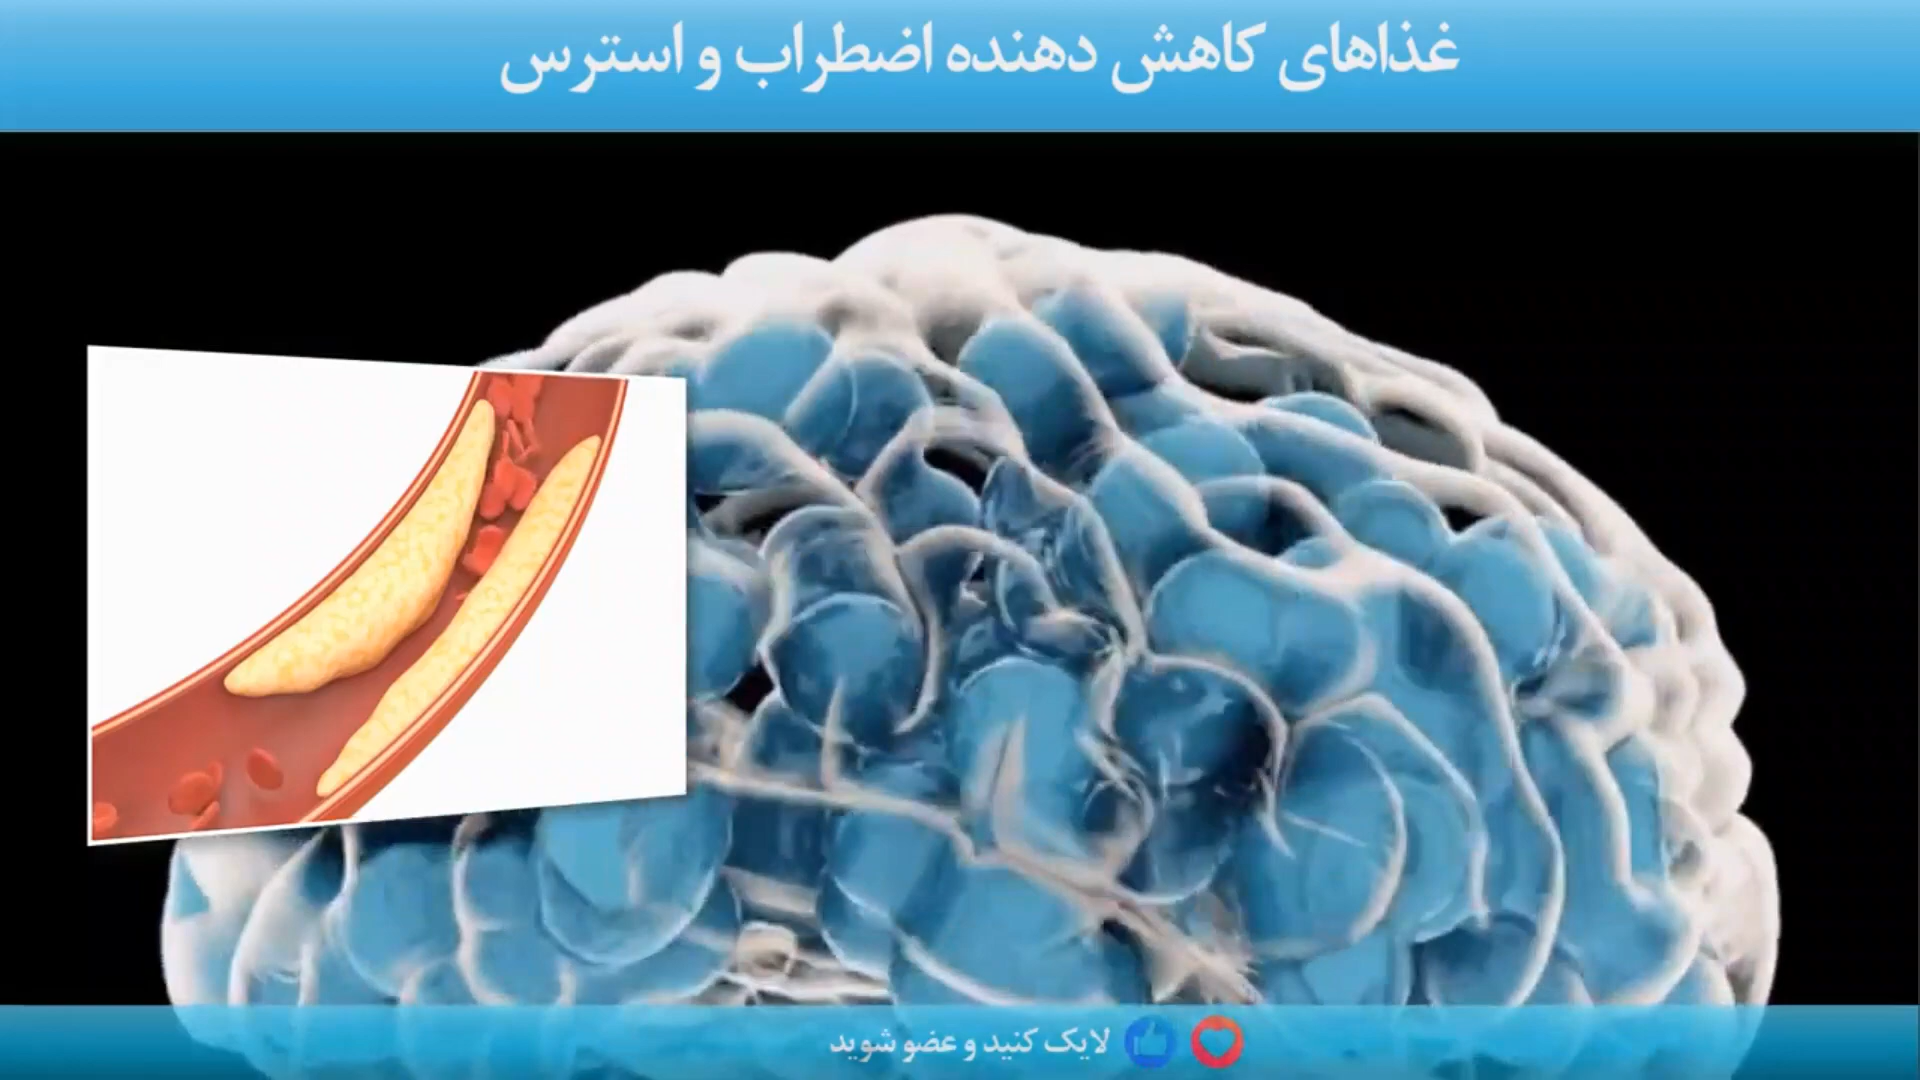 غذاهای کاهش دهنده اضطراب و استرس
لایک کنید و عضو شوید